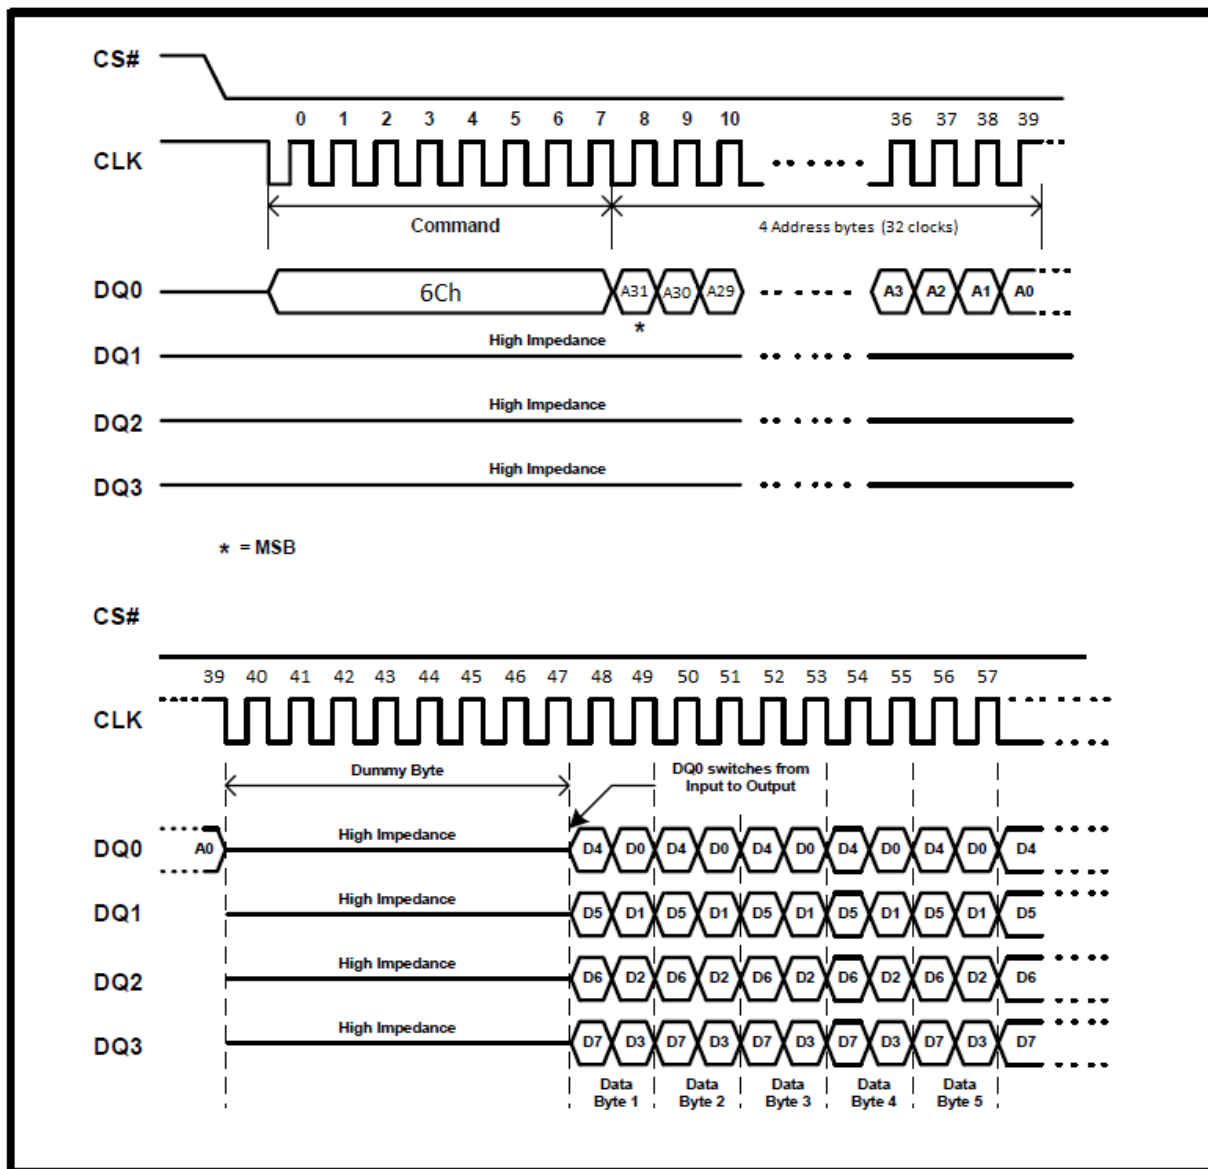 CS#
0 1 2 3 4 5 6 7 8 9 10 36 37 38 39
CLK
Command 4 Address bytes (32 clocks)
DQ0 6Ch A31 A30 A29 A3 A2 A1 A0
*
High Impedance
DQ1
High Impedance
DQ2
High Impedance
DQ3
* = MSB
CS#
39 40 41 42 43 44 45 46 47 48 49 50 51 52 53 54 55 56 57
CLK
Dummy Byte DQ0 switches from
Input to Output
High Impedance
DQ0 A0 D4 D0 D4 D0 D4 D0 D4 D0 D4 D0 D4
High Impedance
DQ1 D5 D1 D5 D1 D5 D1 D5 D1 D5 D1 D5
High Impedance
DQ2 D6 D2 D6 D2 D6 D2 D6 D2 D6 D2 D6
High Impedance
DQ3 D7 D3 D7 D3 D7 D3 D7 D3 D7 D3 D7
Data Data Data Data Data
Byte 1 Byte 2 Byte 3 Byte 4 Byte 5